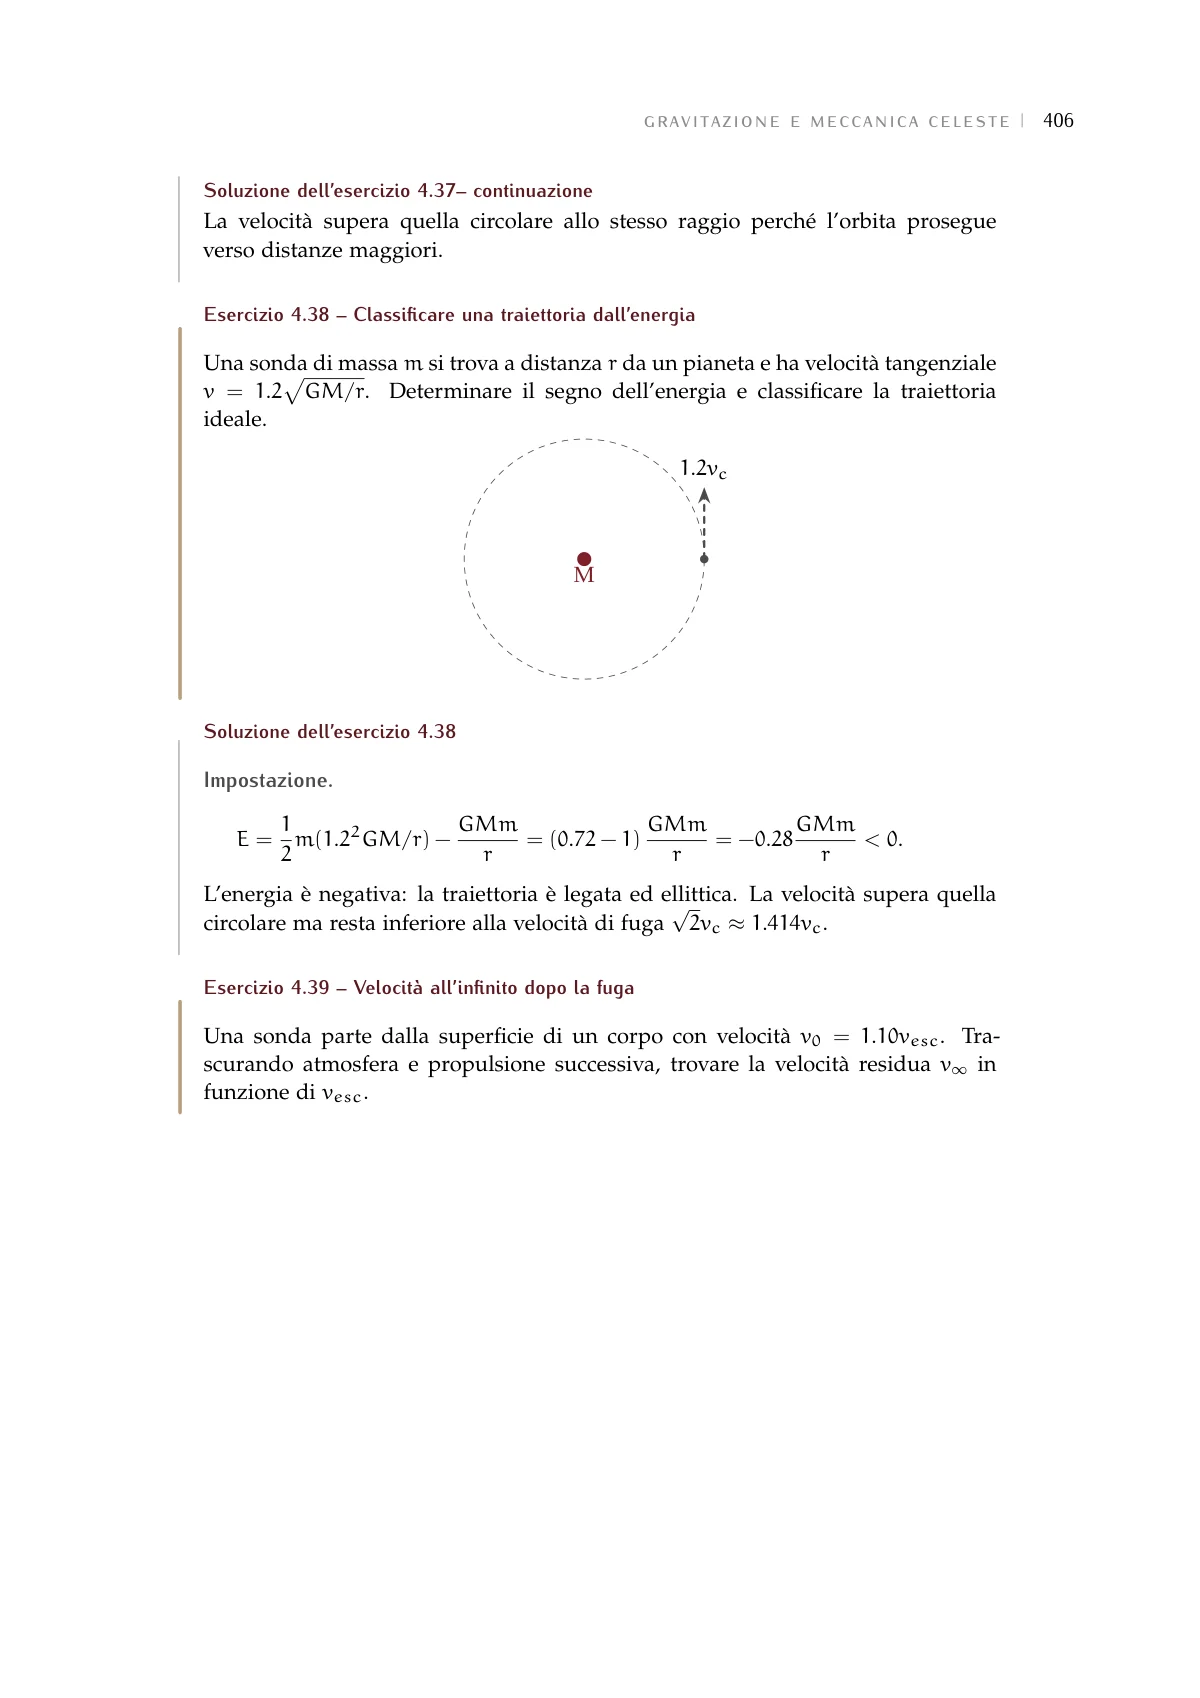 GRAVITAZIONE E MECCANICA CELESTE | 406
Soluzione dell'esercizio 4.37– continuazione
La velocità supera quella circolare allo stesso raggio perché l'orbita prosegue
verso distanze maggiori.
Esercizio 4.38 – Classificare una traiettoria dall'energia
Una sonda di massa m si trova a distanza r da un pianeta e ha velocità tangenziale
v = 1.2√GM/r. Determinare il segno dell'energia e classificare la traiettoria
ideale.
1.2v_c
M
Soluzione dell'esercizio 4.38
Impostazione.
E = 1/2 m(1.2²GM/r) − GMm/r = (0.72 − 1) GMm/r = −0.28 GMm/r < 0.
L'energia è negativa: la traiettoria è legata ed ellittica. La velocità supera quella
circolare ma resta inferiore alla velocità di fuga √2v_c ≈ 1.414v_c.
Esercizio 4.39 – Velocità all'infinito dopo la fuga
Una sonda parte dalla superficie di un corpo con velocità v₀ = 1.10v_esc. Tra-
scurando atmosfera e propulsione successiva, trovare la velocità residua v_∞ in
funzione di v_esc.